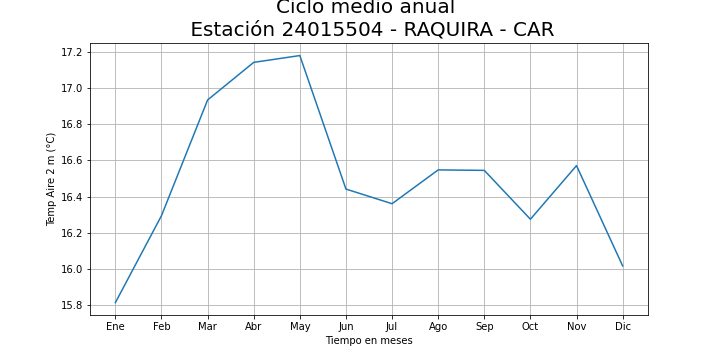 Ciclo medio anual
Estación 24015504 - RAQUIRA - CAR
17.2
17.0
16.8
16.6
16.4
16.2
16.0
15.8
Temp Aire 2 m (°C)
Ene Feb Mar Abr May Jun Jul Ago Sep Oct Nov Dic
Tiempo en meses